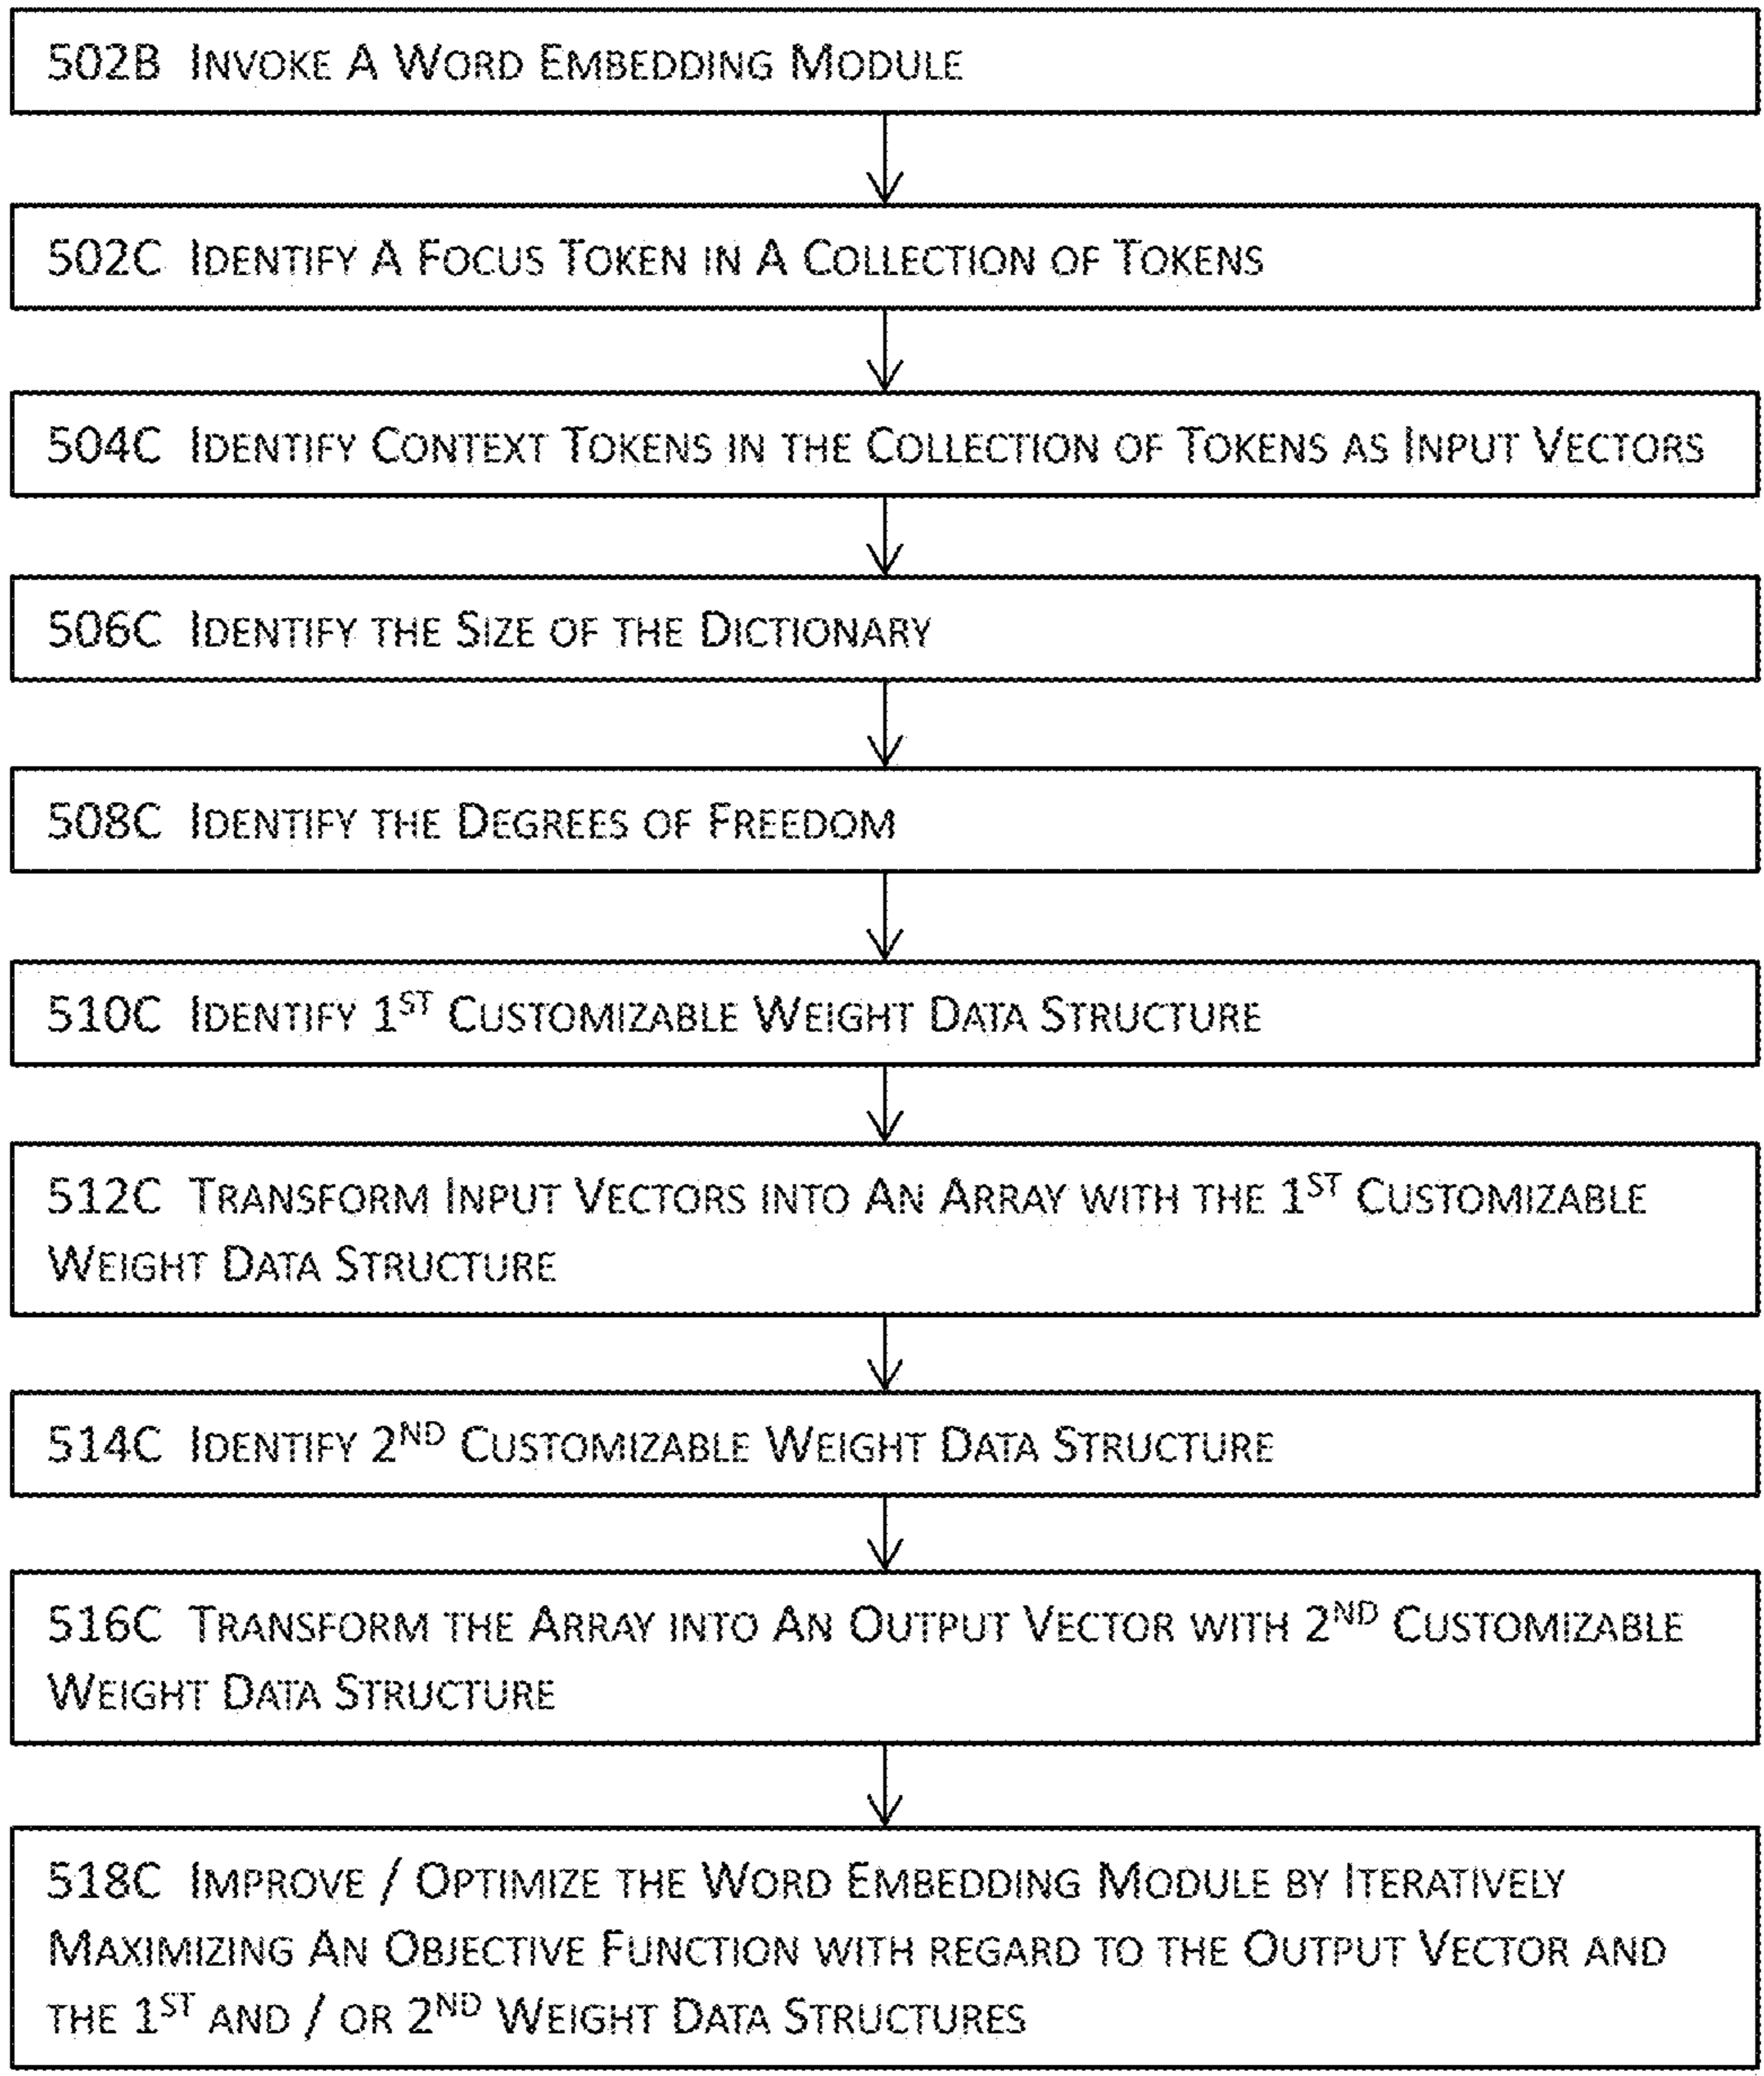 502B Invoke A Word Embedding Module
502C Identify A Focus Token in A Collection of Tokens
504C Identify Context Tokens in the Collection of Tokens as Input Vectors
506C Identify the Size of the Dictionary
508C Identify the Degrees of Freedom
510C Identify 1st Customizable Weight Data Structure
512C Transform Input Vectors into An Array with the 1st Customizable
Weight Data Structure
514C Identify 2nd Customizable Weight Data Structure
516C Transform the Array into An Output Vector with 2nd Customizable
Weight Data Structure
518C Improve / Optimize the Word Embedding Module by Iteratively
Maximizing An Objective Function with regard to the Output Vector and
the 1st and / or 2nd Weight Data Structures